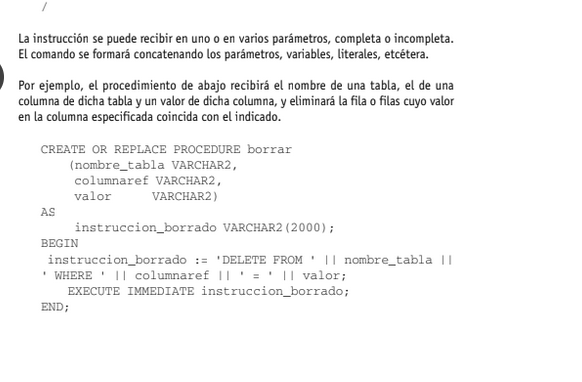 /
La instrucción se puede recibir en uno o en varios parámetros, completa o incompleta.
El comando se formará concatenando los parámetros, variables, literales, etcétera.
Por ejemplo, el procedimiento de abajo recibirá el nombre de una tabla, el de una
columna de dicha tabla y un valor de dicha columna, y eliminará la fila o filas cuyo valor
en la columna especificada coincida con el indicado.
CREATE OR REPLACE PROCEDURE borrar
(nombre_tabla VARCHAR2,
columnaref VARCHAR2,
valor VARCHAR2)
AS
instruccion_borrado VARCHAR2(2000);
BEGIN
instruccion_borrado := 'DELETE FROM ' || nombre_tabla ||
' WHERE ' || columnaref || ' = ' || valor;
EXECUTE IMMEDIATE instruccion_borrado;
END;